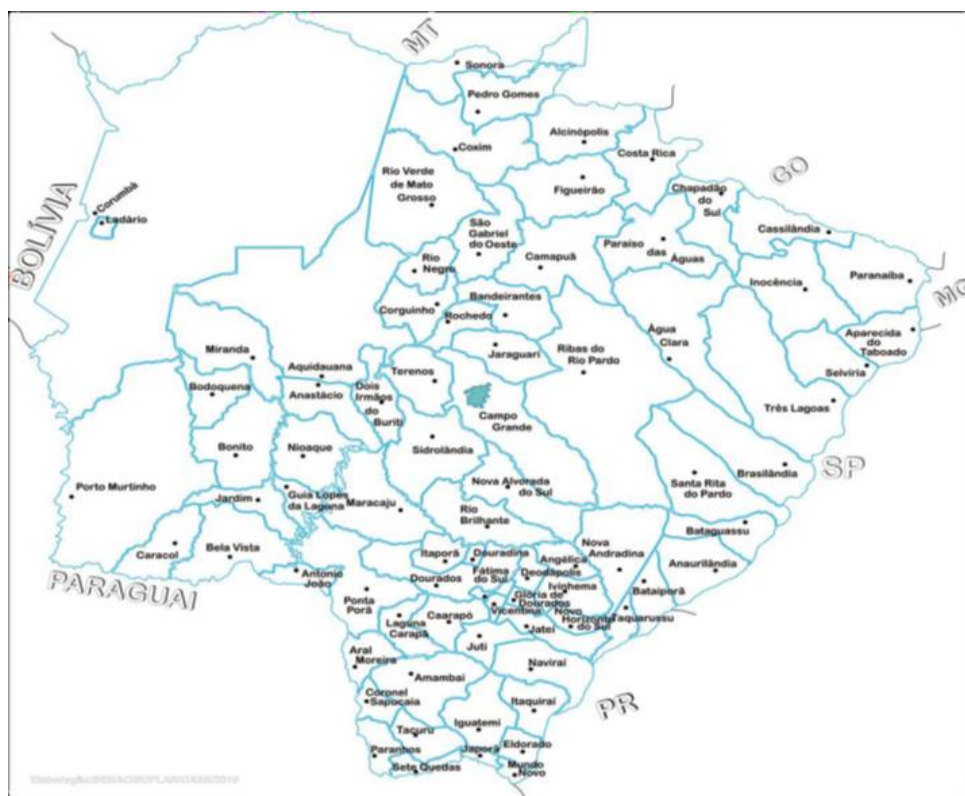 MT
Sonora
Pedro Gomes
Alcinópolis
Coxim
Costa Rica
GO
Rio Verde
de Mato
Grosso
Figueirão
Chapadão
do
Sul
Corumbá
Ladário
BOLÍVIA
São
Gabriel
do Oeste
Cassilândia
Camapuã
Paraíso
das Águas
Rio
Negro
Inocência
Paranaíba
MG
Bandeirantes
Corguinho
Rochedo
Água
Clara
Aparecida
do
Taboado
Jaraguari
Ribas do
Rio Pardo
Miranda
Aquidauana
Terenos
Selvíria
Bodoquena
Anastácio
Dois
Irmãos
do
Buriti
Campo
Grande
Três Lagoas
Sidrolândia
Bonito
Nioaque
Brasilândia
SP
Porto Murtinho
Nova Alvorada
do Sul
Santa Rita
do Pardo
Jardim
Guia Lopes
da Laguna
Maracaju
Rio
Brilhante
Bataguassu
Caracol
Bela Vista
Nova
Andradina
Itaporã
Douradina
Angélica
Anaurilândia
PARAGUAI
Antonio
João
Dourados
Fátima
do Sul
Deodápolis
Ivighema
Bataiporã
Ponta
Porã
Glória de
Dourados
Vicentina
Novo
Horizonte
do Sul
Taquarussu
Laguna
Carapã
Caarapó
Jateí
Juti
Aral
Moreira
Naviraí
Amambai
Coronel
Sapucaia
Itaquiraí
PR
Tacuru
Iguatemi
Paranhos
Japorã
Eldorado
Sete Quedas
Mundo
Novo